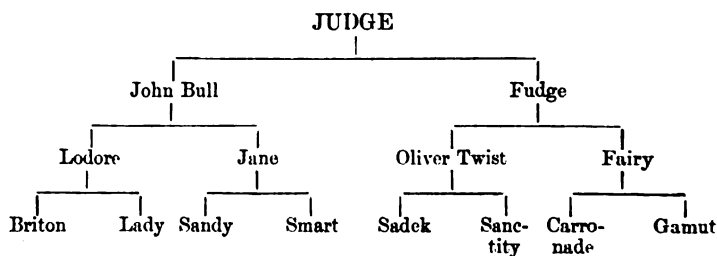 JUDGE
John Bull Fudge
Lodore Jane Oliver Twist Fairy
Briton Lady Sandy Smart Sadek Sanc- Carro- Gamut
tity nade